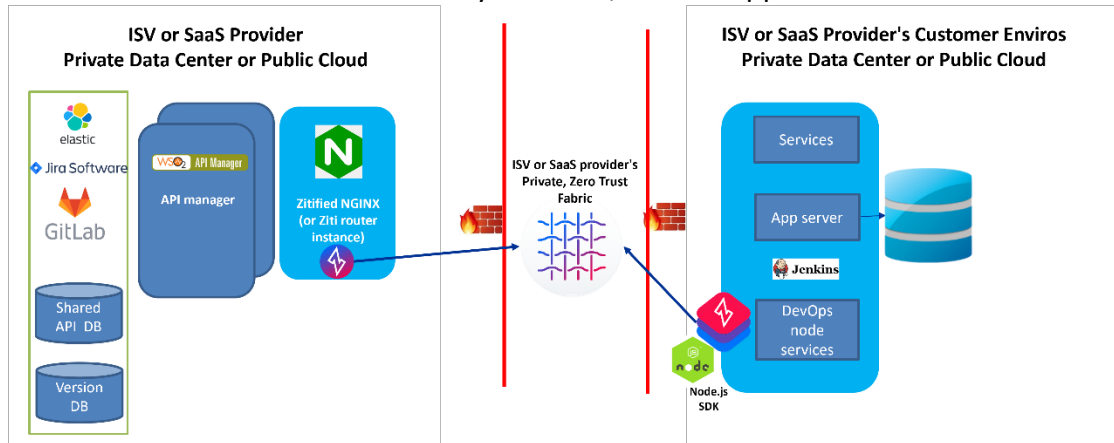 ISV or SaaS Provider
Private Data Center or Public Cloud
elastic
Jira Software
GitLab
Shared
API DB
Version
DB
WSO2 API Manager
API manager
N
Zitified NGINX
(or Ziti router
instance)
ISV or SaaS provider's
Private, Zero Trust
Fabric
ISV or SaaS Provider's Customer Enviros
Private Data Center or Public Cloud
Services
App server
Jenkins
DevOps
node
services
JS
node
Node.js
SDK